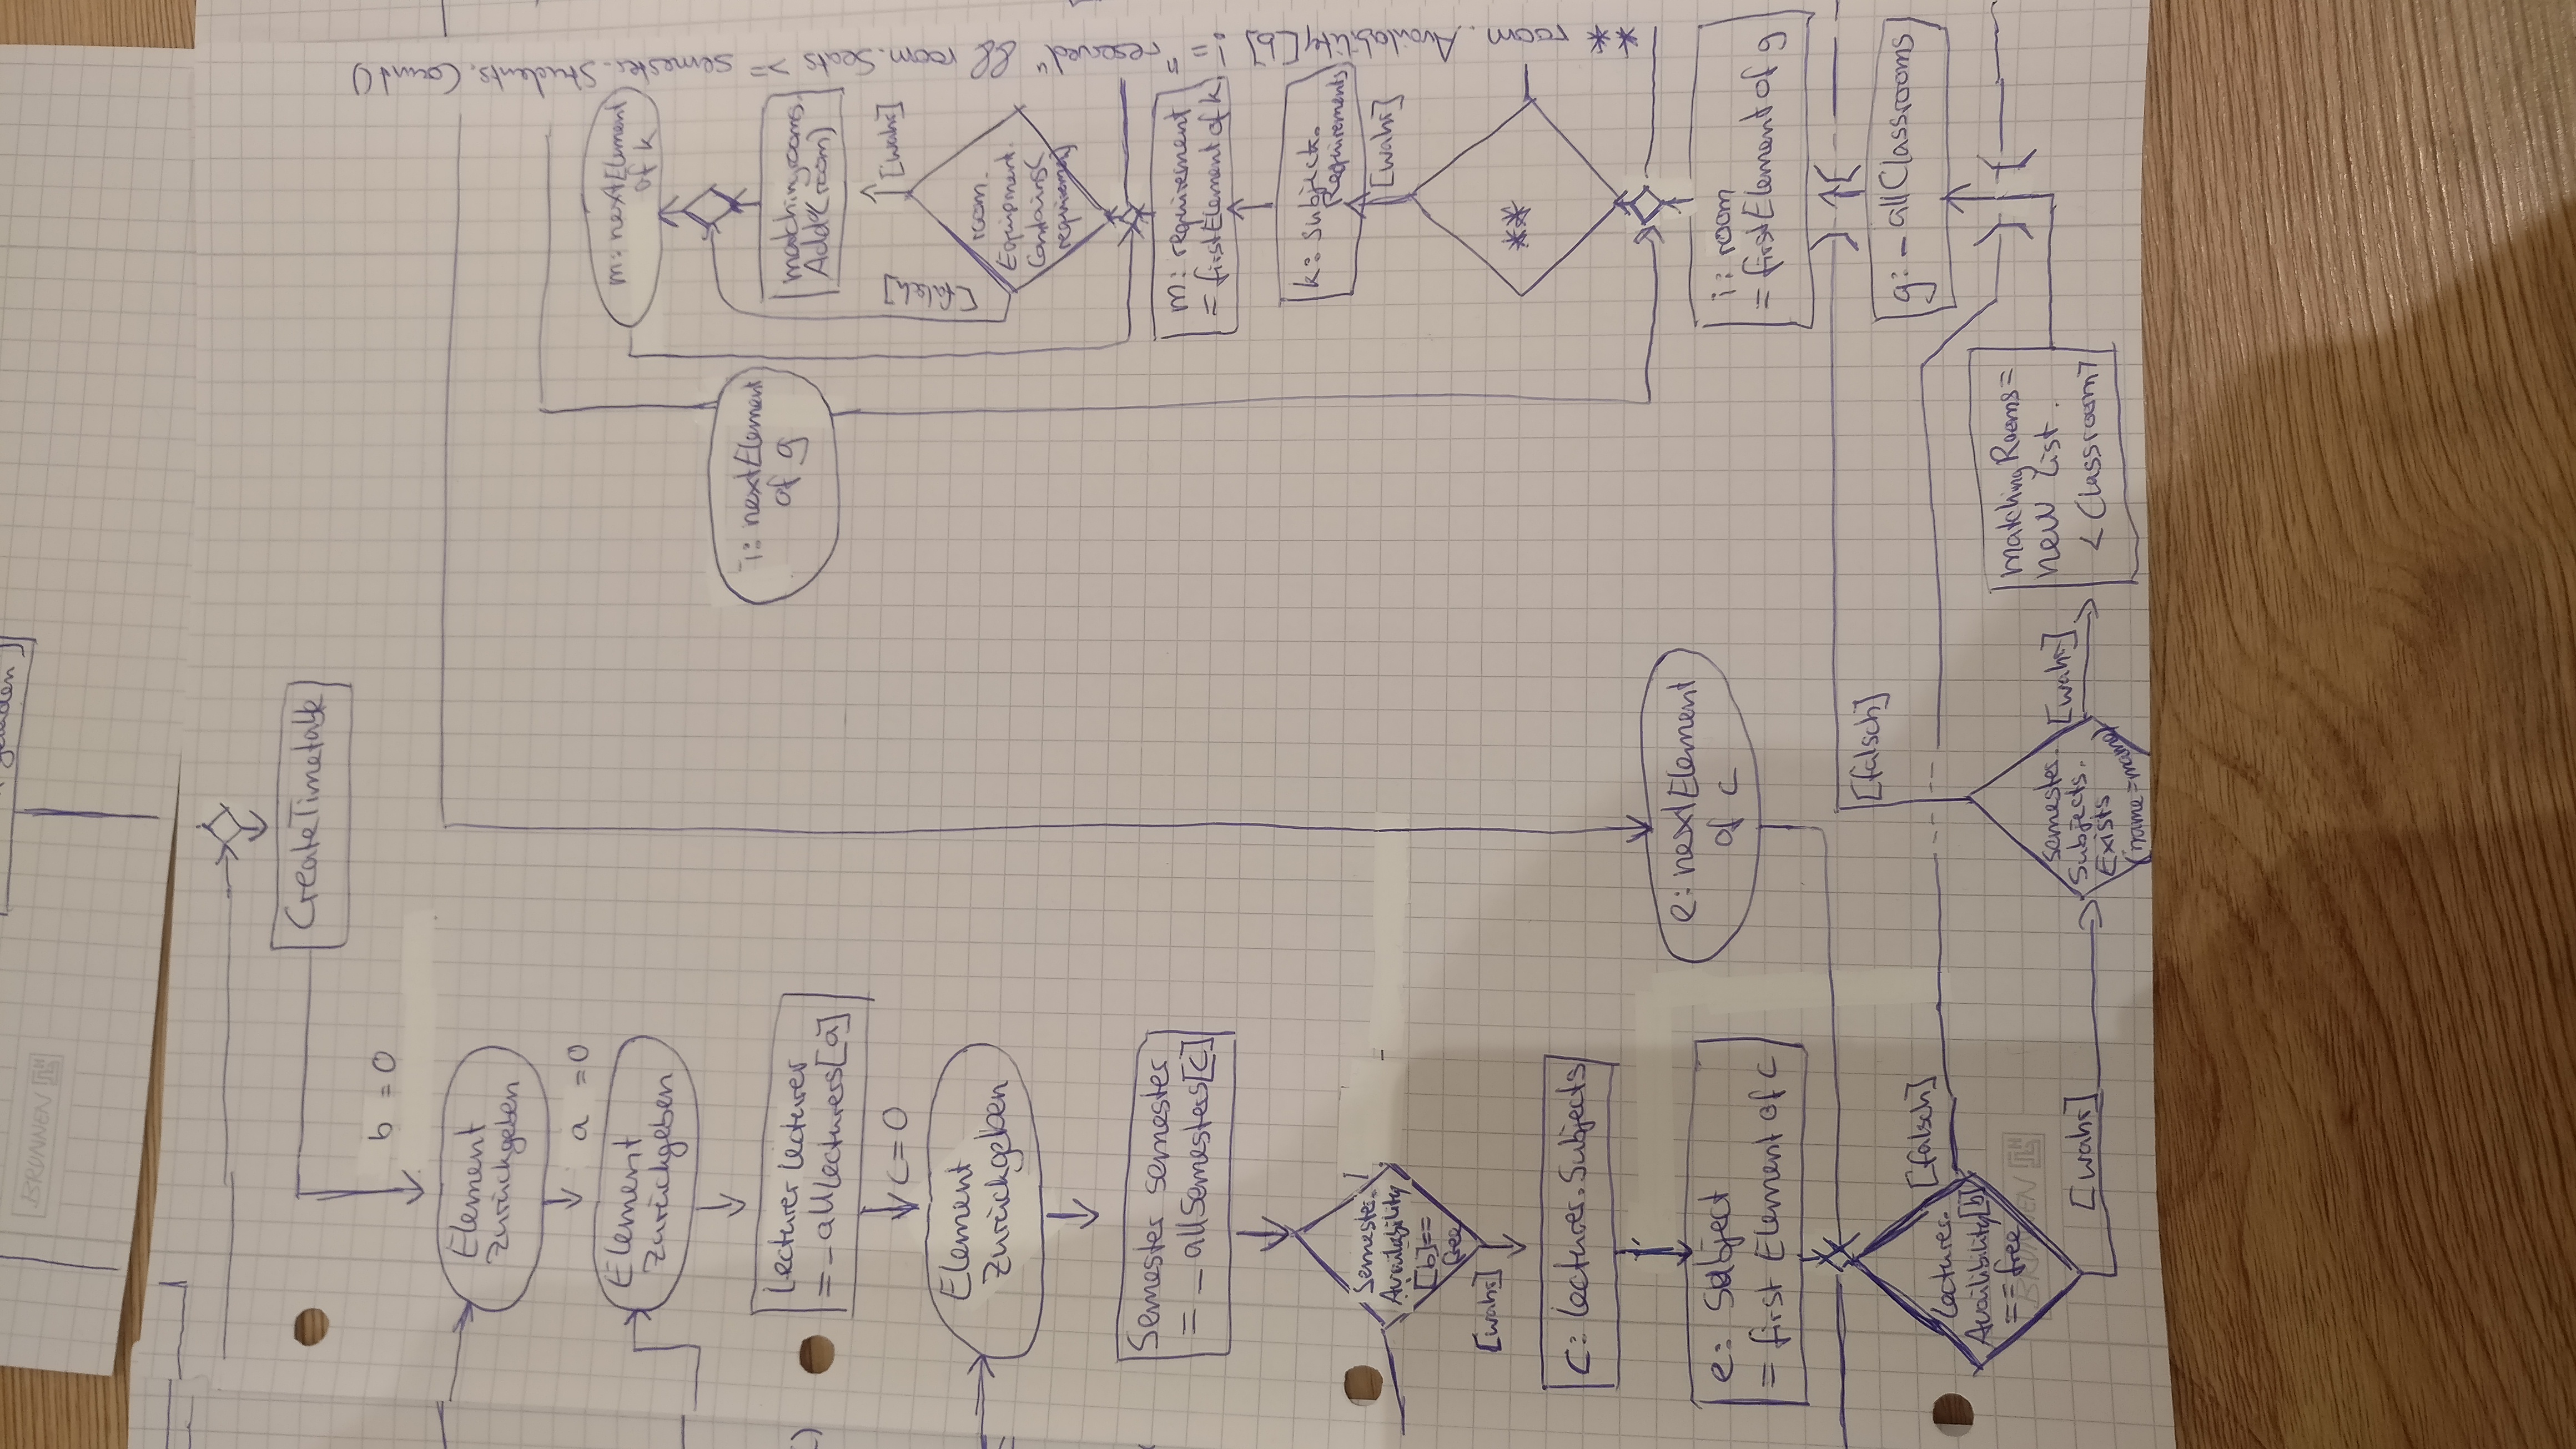 geladen]
BRUNNEN
CreateTimetable
b = 0
Element
Zurückgeben
a = 0
Element
Zurückgeben
Lecturer lecturer
= _allLecturers[a]
c = 0
Element
Zurückgeben
Semester semester
= _allSemesters[c]
Semester.
Availability
[b]==
free
[wahr]
c: lecturer.Subjects
e: Subject
= first Element of c
[falsch]
Lecturer.
Availibility[b]
== free
BRUNNEN
[wahr]
e: nextElement
of c
[falsch]
semester.
Subjects.
Exists
(name=name)
[wahr]
matchingRooms=
new List.
<Classroom>
g: _allClassrooms
i: room
= firstElement of g
**
[wahr]
k: subject.
Requirements
m: requirement
= firstElement of k
room.
Equipment.
Contains(
requirement)
[falsch]
[wahr]
matchingrooms.
Add(room)
m: nextElement
of k
i: nextElement
of g
** room.Availability[b] != "reserved" && room.Seats >= semester.Students.Count()